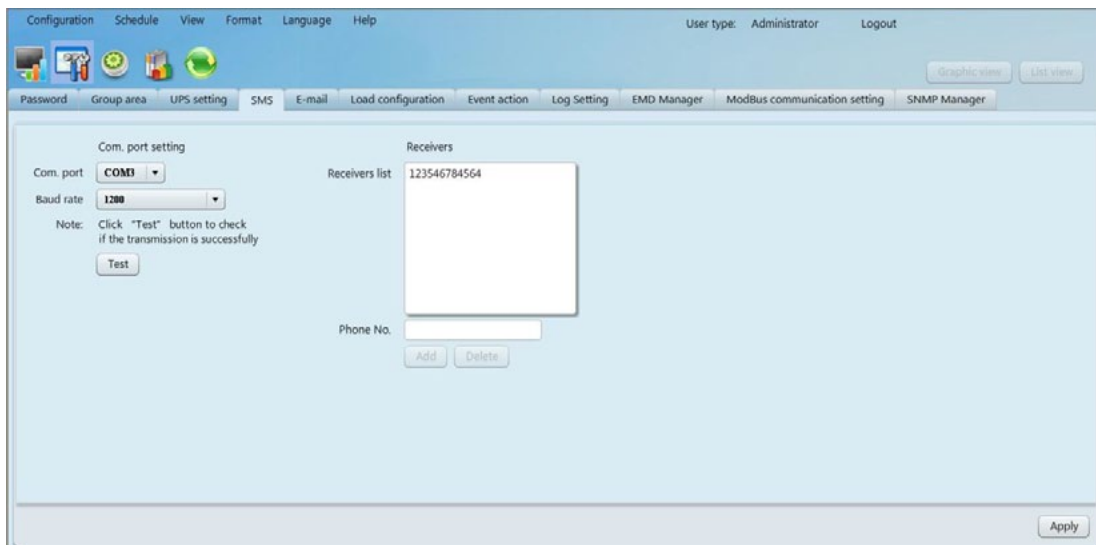 Configuration Schedule View Format Language Help User type: Administrator Logout
Graphic view List view
Password Group area UPS setting SMS E-mail Load configuration Event action Log Setting EMD Manager ModBus communication setting SNMP Manager
Com. port setting Receivers
Com. port COM3 Receivers list 123546784564
Baud rate 1200
Note: Click "Test" button to check
if the transmission is successfully
Test
Phone No.
Add Delete
Apply